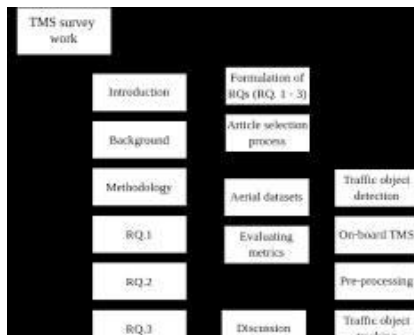 TMS survey
work
Introduction
Background
Methodology
RQ.1
RQ.2
RQ.3
Formulation of
RQs (RQ. 1 - 3)
Article selection
process
Aerial datasets
Evaluating
metrics
Discussion
Traffic object
detection
On-board TMS
Pre-processing
Traffic object